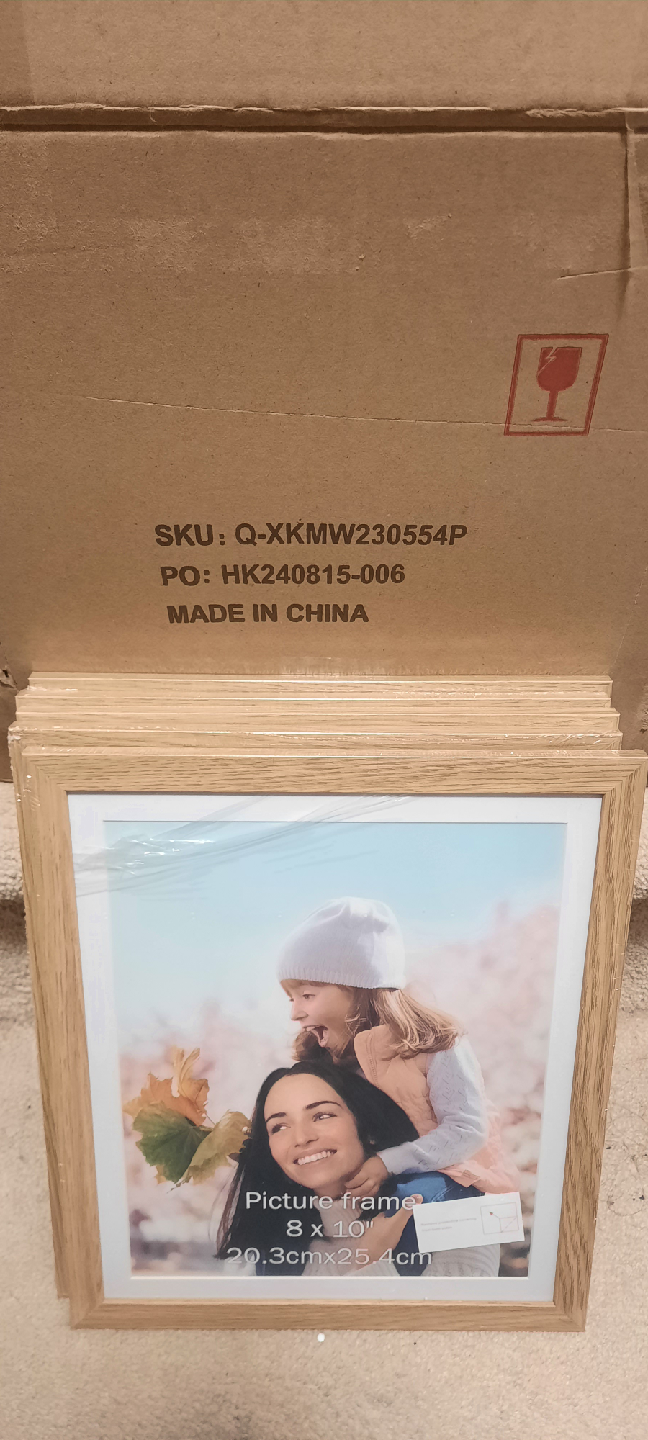 SKU: Q-XKMW230554P
PO: HK240815-006
MADE IN CHINA
Picture frame
8 x 10"
20.3cmx25.4cm